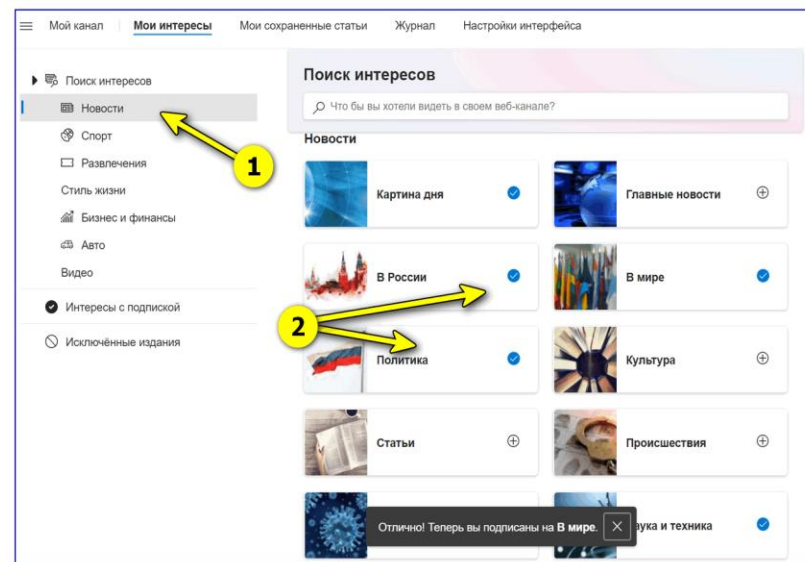 Мой канал
Мои интересы
Мои сохраненные статьи
Журнал
Настройки интерфейса
Поиск интересов
Новости
Спорт
Развлечения
Стиль жизни
Бизнес и финансы
Авто
Видео
Интересы с подпиской
Исключённые издания
1
Поиск интересов
Что бы вы хотели видеть в своем веб-канале?
Новости
Картина дня
Главные новости
В России
В мире
2
Политика
Культура
Статьи
Происшествия
Отлично! Теперь вы подписаны на В мире.
и техника